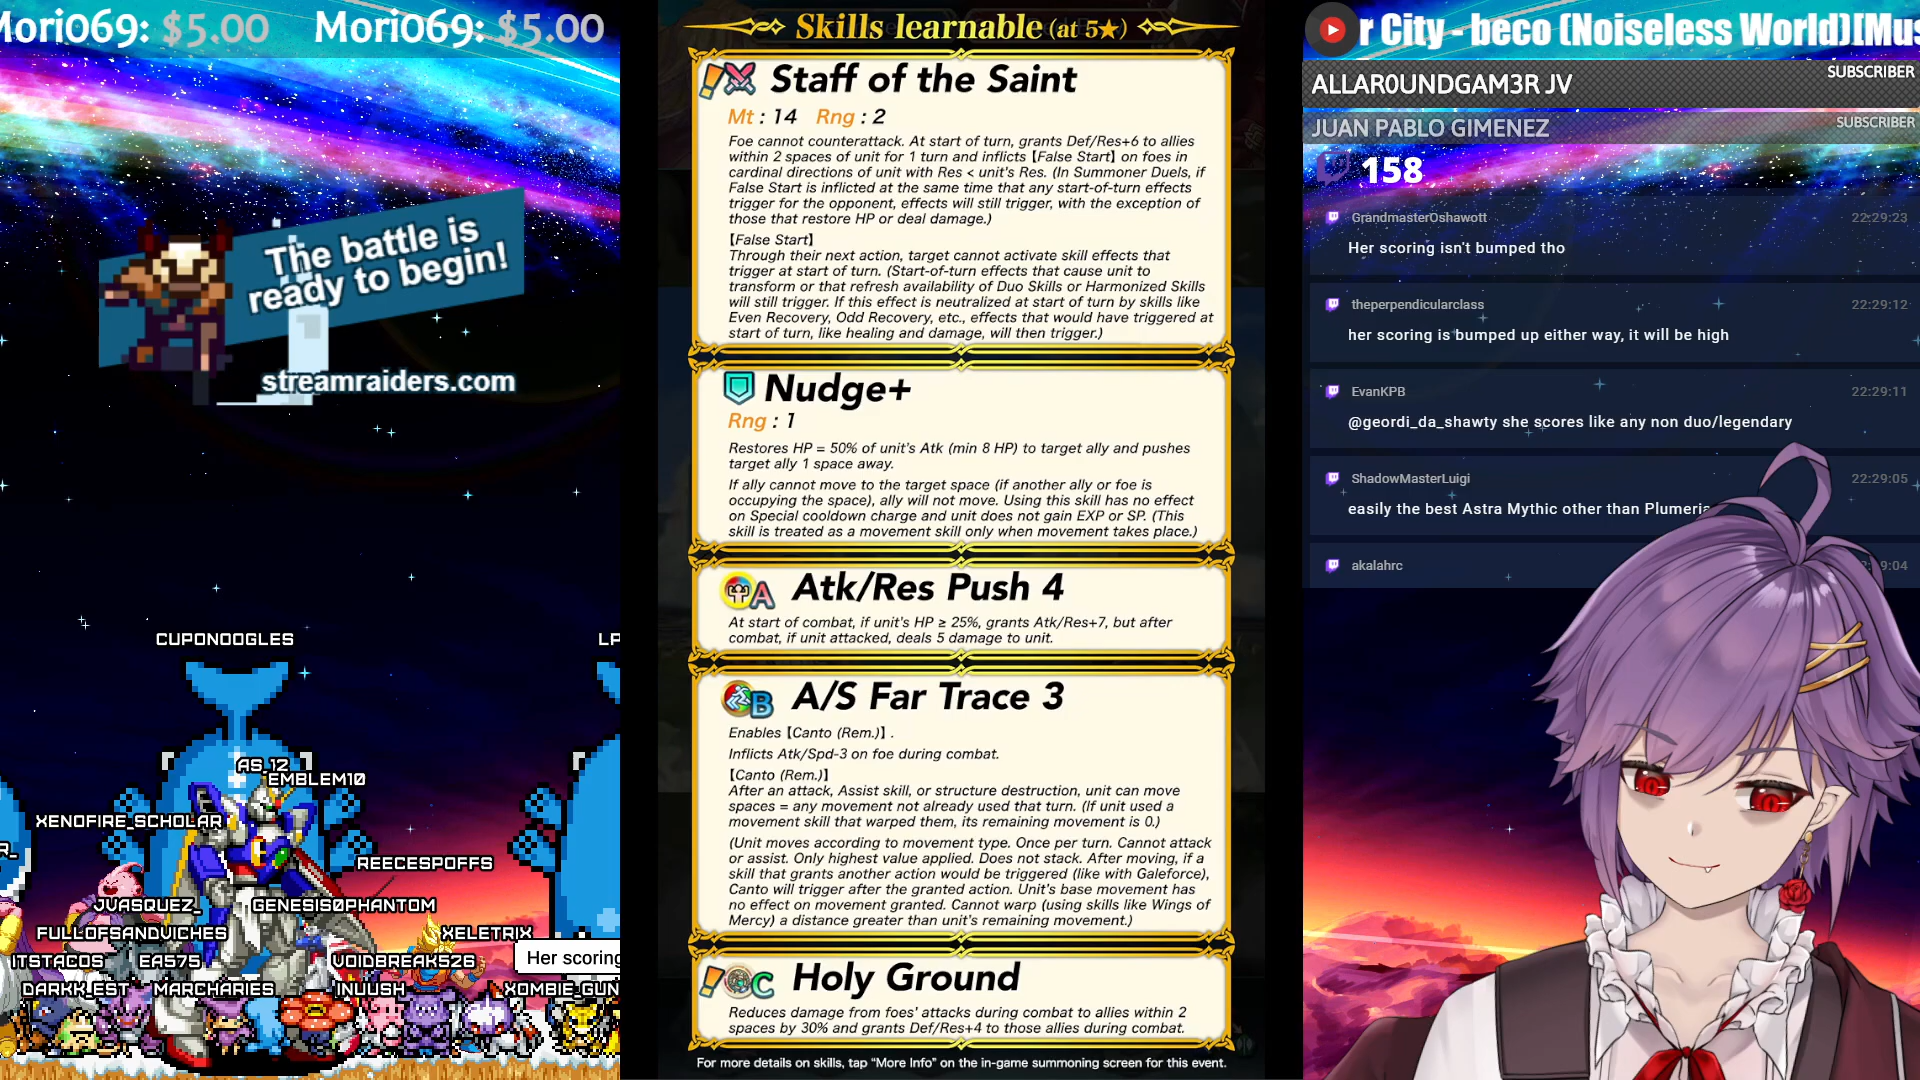 Mori069: $5.00 Mori069: $5.00
The battle is
ready to begin!
streamraiders.com
CUPONOOGLES
AS_12
EMBLEM10
XENOFIRE_SCHOLAR
REECESPOFFS
JVASQUEZ_
GENESIS0PHANTOM
FULLOFSANDVICHES
XELETRIX
ITSTACOS
EA575
VOIDBREAK526
Her scoring
DARKK_EST
MARCHARIES
INUUSH
XOMBIE_GUN
Skills learnable (at 5★)
Staff of the Saint
Mt : 14 Rng : 2
Foe cannot counterattack. At start of turn, grants Def/Res+6 to allies
within 2 spaces of unit for 1 turn and inflicts【False Start】on foes in
cardinal directions of unit with Res < unit's Res. (In Summoner Duels, if
False Start is inflicted at the same time that any start-of-turn effects
trigger for the opponent, effects will still trigger, with the exception of
those that restore HP or deal damage.)
【False Start】
Through their next action, target cannot activate skill effects that
trigger at start of turn. (Start-of-turn effects that cause unit to
transform or that refresh availability of Duo Skills or Harmonized Skills
will still trigger. If this effect is neutralized at start of turn by skills like
Even Recovery, Odd Recovery, etc., effects that would have triggered at
start of turn, like healing and damage, will then trigger.)
Nudge+
Rng : 1
Restores HP = 50% of unit's Atk (min 8 HP) to target ally and pushes
target ally 1 space away.
If ally cannot move to the target space (if another ally or foe is
occupying the space), ally will not move. Using this skill has no effect
on Special cooldown charge and unit does not gain EXP or SP. (This
skill is treated as a movement skill only when movement takes place.)
A Atk/Res Push 4
At start of combat, if unit's HP ≥ 25%, grants Atk/Res+7, but after
combat, if unit attacked, deals 5 damage to unit.
B A/S Far Trace 3
Enables【Canto (Rem.)】.
Inflicts Atk/Spd-3 on foe during combat.
【Canto (Rem.)】
After an attack, Assist skill, or structure destruction, unit can move
spaces = any movement not already used that turn. (If unit used a
movement skill that warped them, its remaining movement is 0.)
(Unit moves according to movement type. Once per turn. Cannot attack
or assist. Only highest value applied. Does not stack. After moving, if a
skill that grants another action would be triggered (like with Galeforce),
Canto will trigger after the granted action. Unit's base movement has
no effect on movement granted. Cannot warp (using skills like Wings of
Mercy) a distance greater than unit's remaining movement.)
C Holy Ground
Reduces damage from foes' attacks during combat to allies within 2
spaces by 30% and grants Def/Res+4 to those allies during combat.
For more details on skills, tap “More Info” on the in-game summoning screen for this event.
r City - beco (Noiseless World)[Mus
ALLAR0UNDGAM3R JV SUBSCRIBER
JUAN PABLO GIMENEZ SUBSCRIBER
158
GrandmasterOshawott 22:29:23
Her scoring isn't bumped tho
theperpendicularclass 22:29:12
her scoring is bumped up either way, it will be high
EvanKPB 22:29:11
@geordi_da_shawty she scores like any non duo/legendary
ShadowMasterLuigi 22:29:05
easily the best Astra Mythic other than Plumeria
akalahrc 9:04